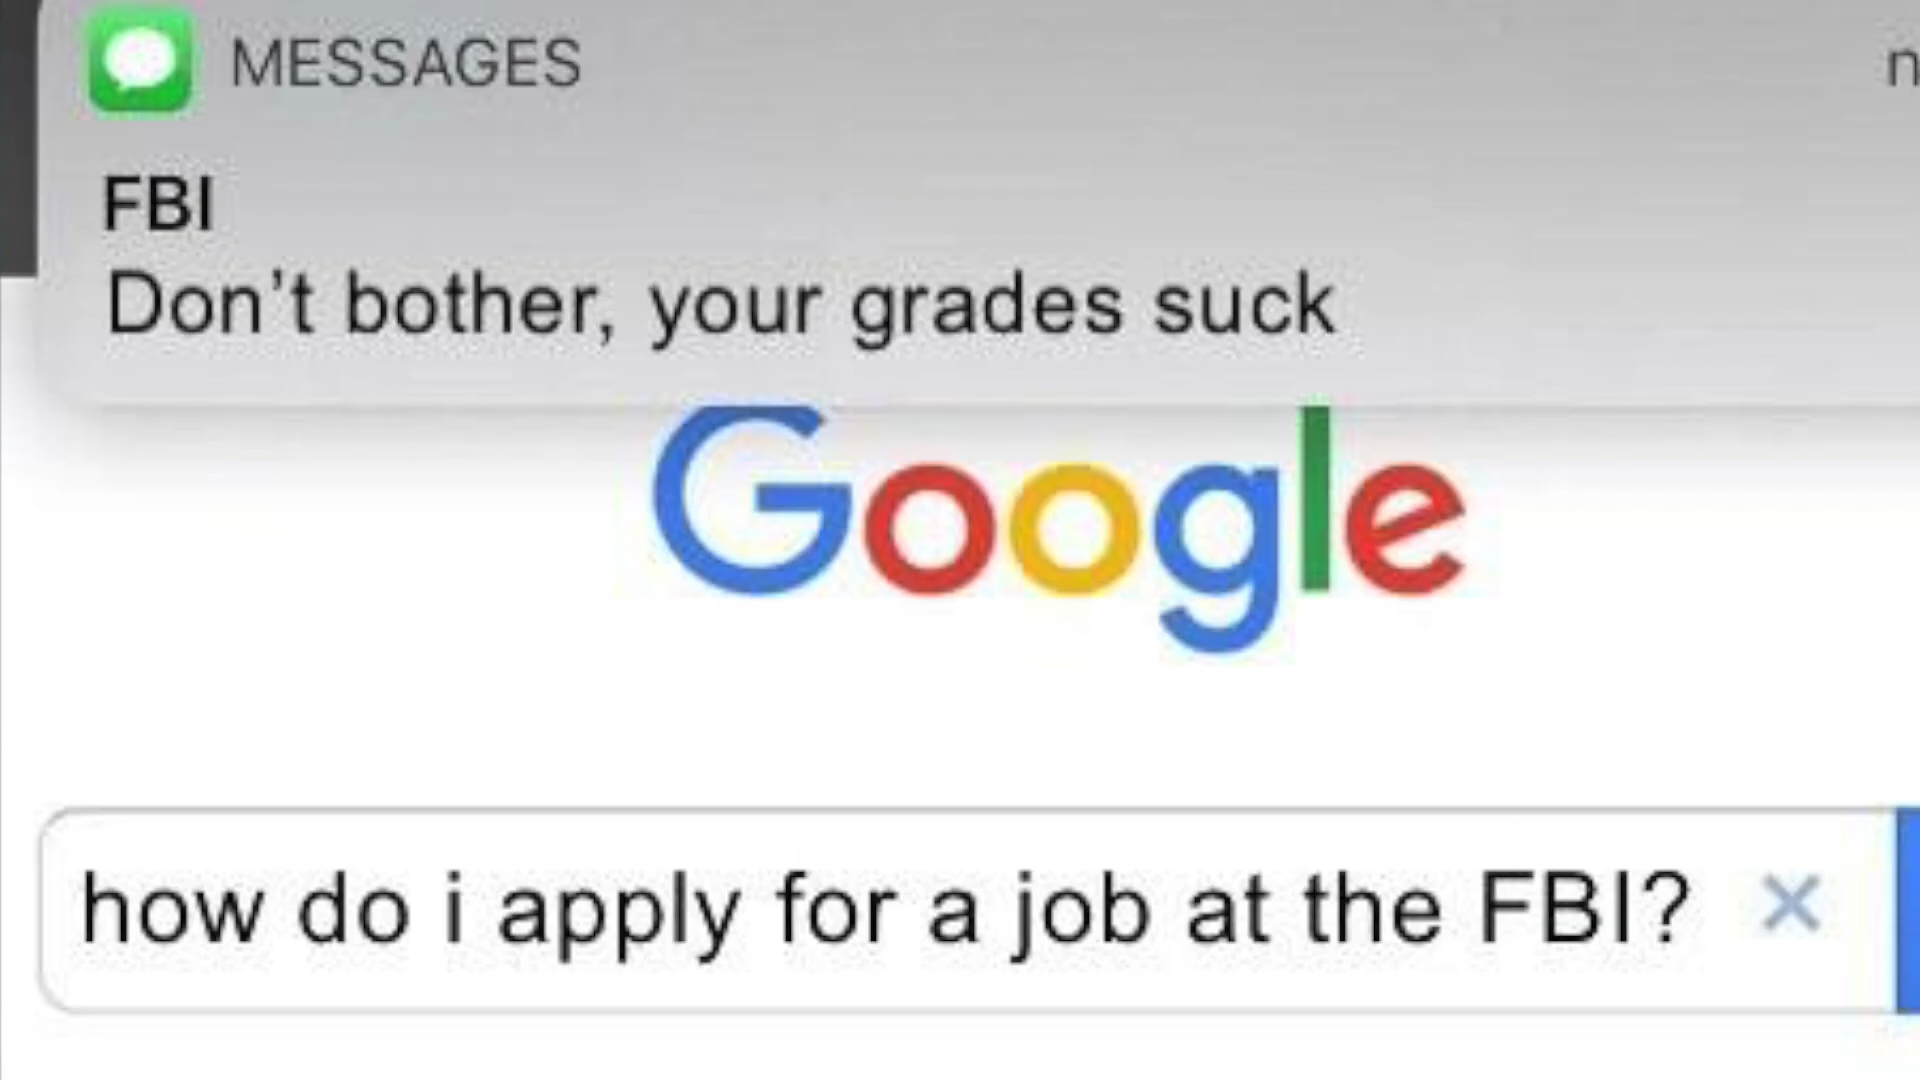 MESSAGES
FBI
Don't bother, your grades suck
Google
how do i apply for a job at the FBI?